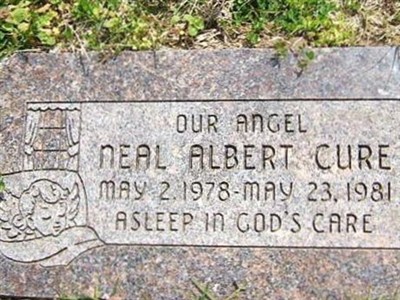 OUR ANGEL
NEAL ALBERT CURE
MAY 2, 1978-MAY 23, 1981
ASLEEP IN GOD'S CARE